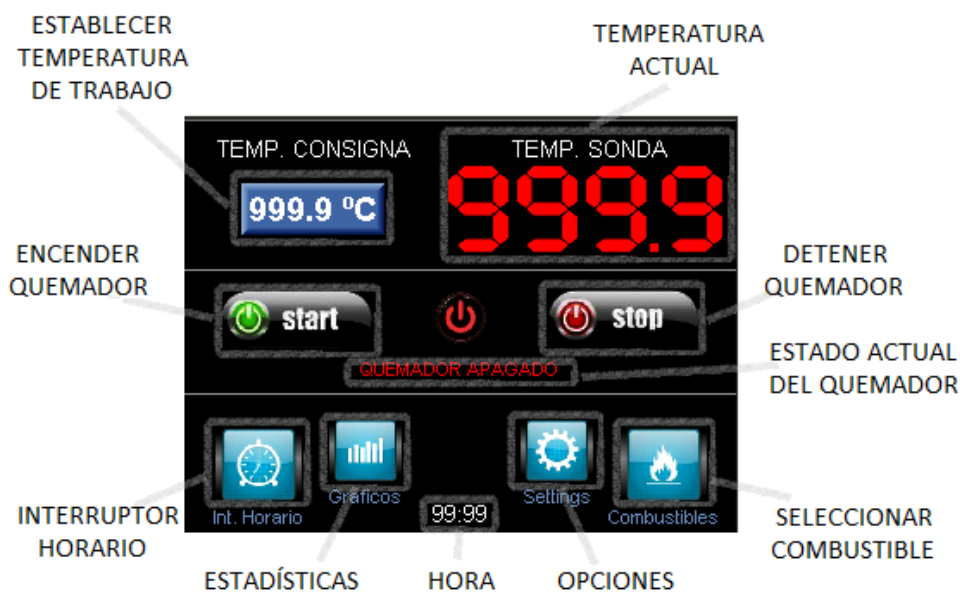 ESTABLECER
TEMPERATURA
DE TRABAJO
TEMPERATURA
ACTUAL
TEMP. CONSIGNA
TEMP. SONDA
999.9 ºC
999.9
ENCENDER
QUEMADOR
DETENER
QUEMADOR
start
stop
QUEMADOR APAGADO
ESTADO ACTUAL
DEL QUEMADOR
Int. Horario
Graficos
99:99
Settings
Combustibles
INTERRUPTOR
HORARIO
SELECCIONAR
COMBUSTIBLE
ESTADÍSTICAS
HORA
OPCIONES